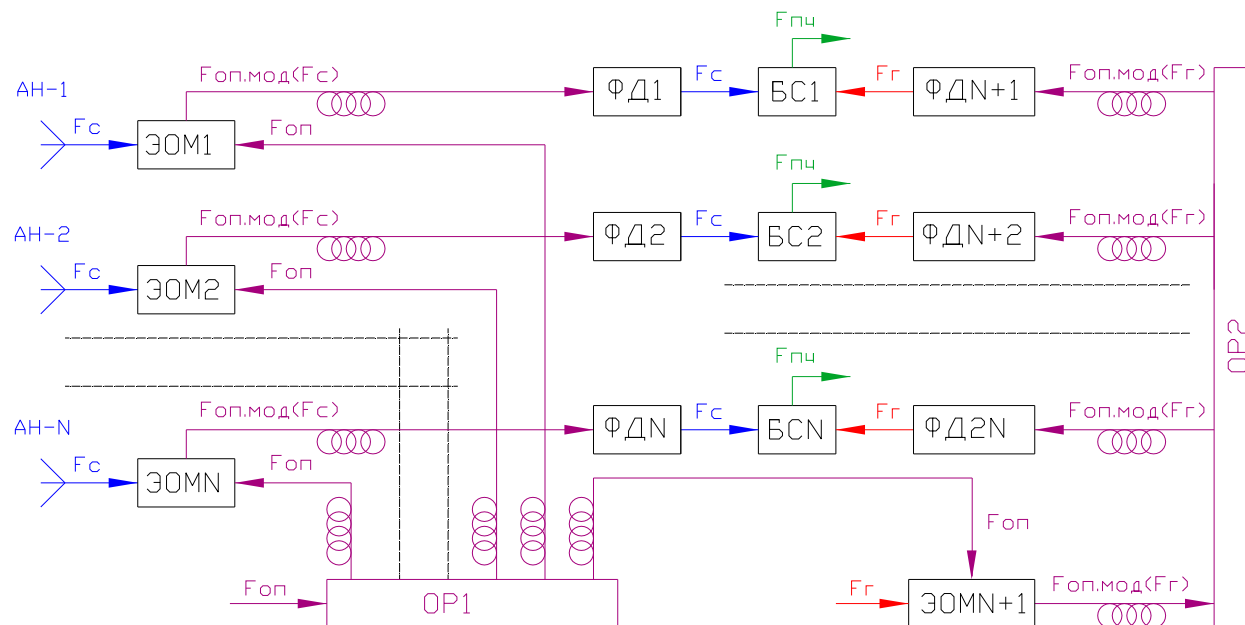 Fпч
Fоп.мод(Fс)
Fс
Fг
Fоп.мод(Fг)
АН-1
ФД1
БС1
ФДN+1
Fс
Fоп
ЭОМ1
Fпч
Fоп.мод(Fс)
Fс
Fг
Fоп.мод(Fг)
АН-2
ФД2
БС2
ФДN+2
Fс
Fоп
ЭОМ2
ОР2
Fпч
Fоп.мод(Fс)
Fс
Fг
Fоп.мод(Fг)
АН-N
ФДN
БСN
ФД2N
Fс
Fоп
ЭОМN
Fоп
Fоп
ОР1
Fг
ЭОМN+1
Fоп.мод(Fг)